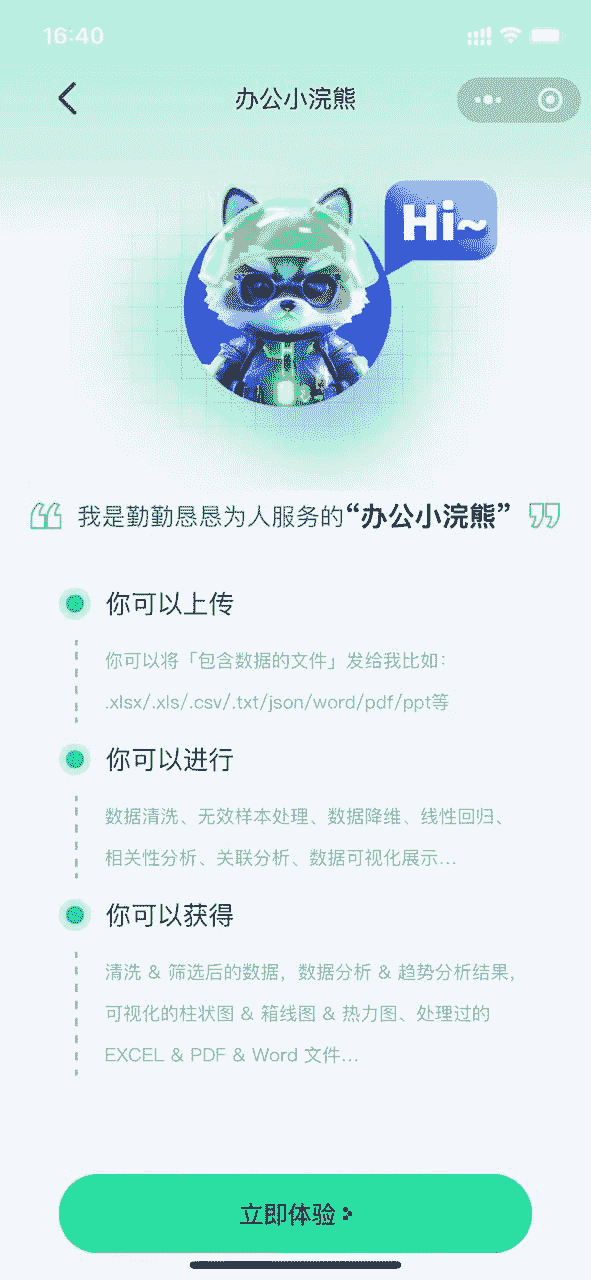 16:40
办公小浣熊
Hi~
我是勤勤恳恳为人服务的“办公小浣熊”
你可以上传
你可以将「包含数据的文件」发给我比如：
.xlsx/.xls/.csv/.txt/json/word/pdf/ppt等
你可以进行
数据清洗、无效样本处理、数据降维、线性回归、
相关性分析、关联分析、数据可视化展示...
你可以获得
清洗 & 筛选后的数据，数据分析 & 趋势分析结果，
可视化的柱状图 & 箱线图 & 热力图、处理过的
EXCEL & PDF & Word 文件...
立即体验